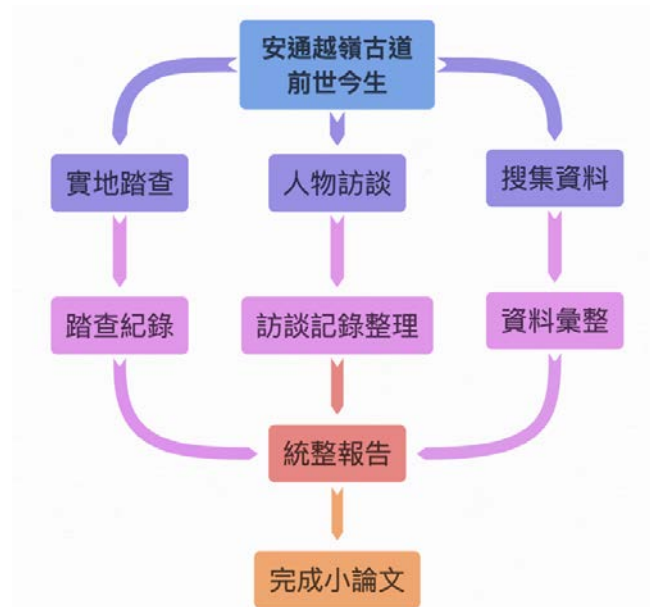 安通越嶺古道
前世今生
實地踏查
人物訪談
搜集資料
踏查紀錄
訪談記錄整理
資料彙整
統整報告
完成小論文